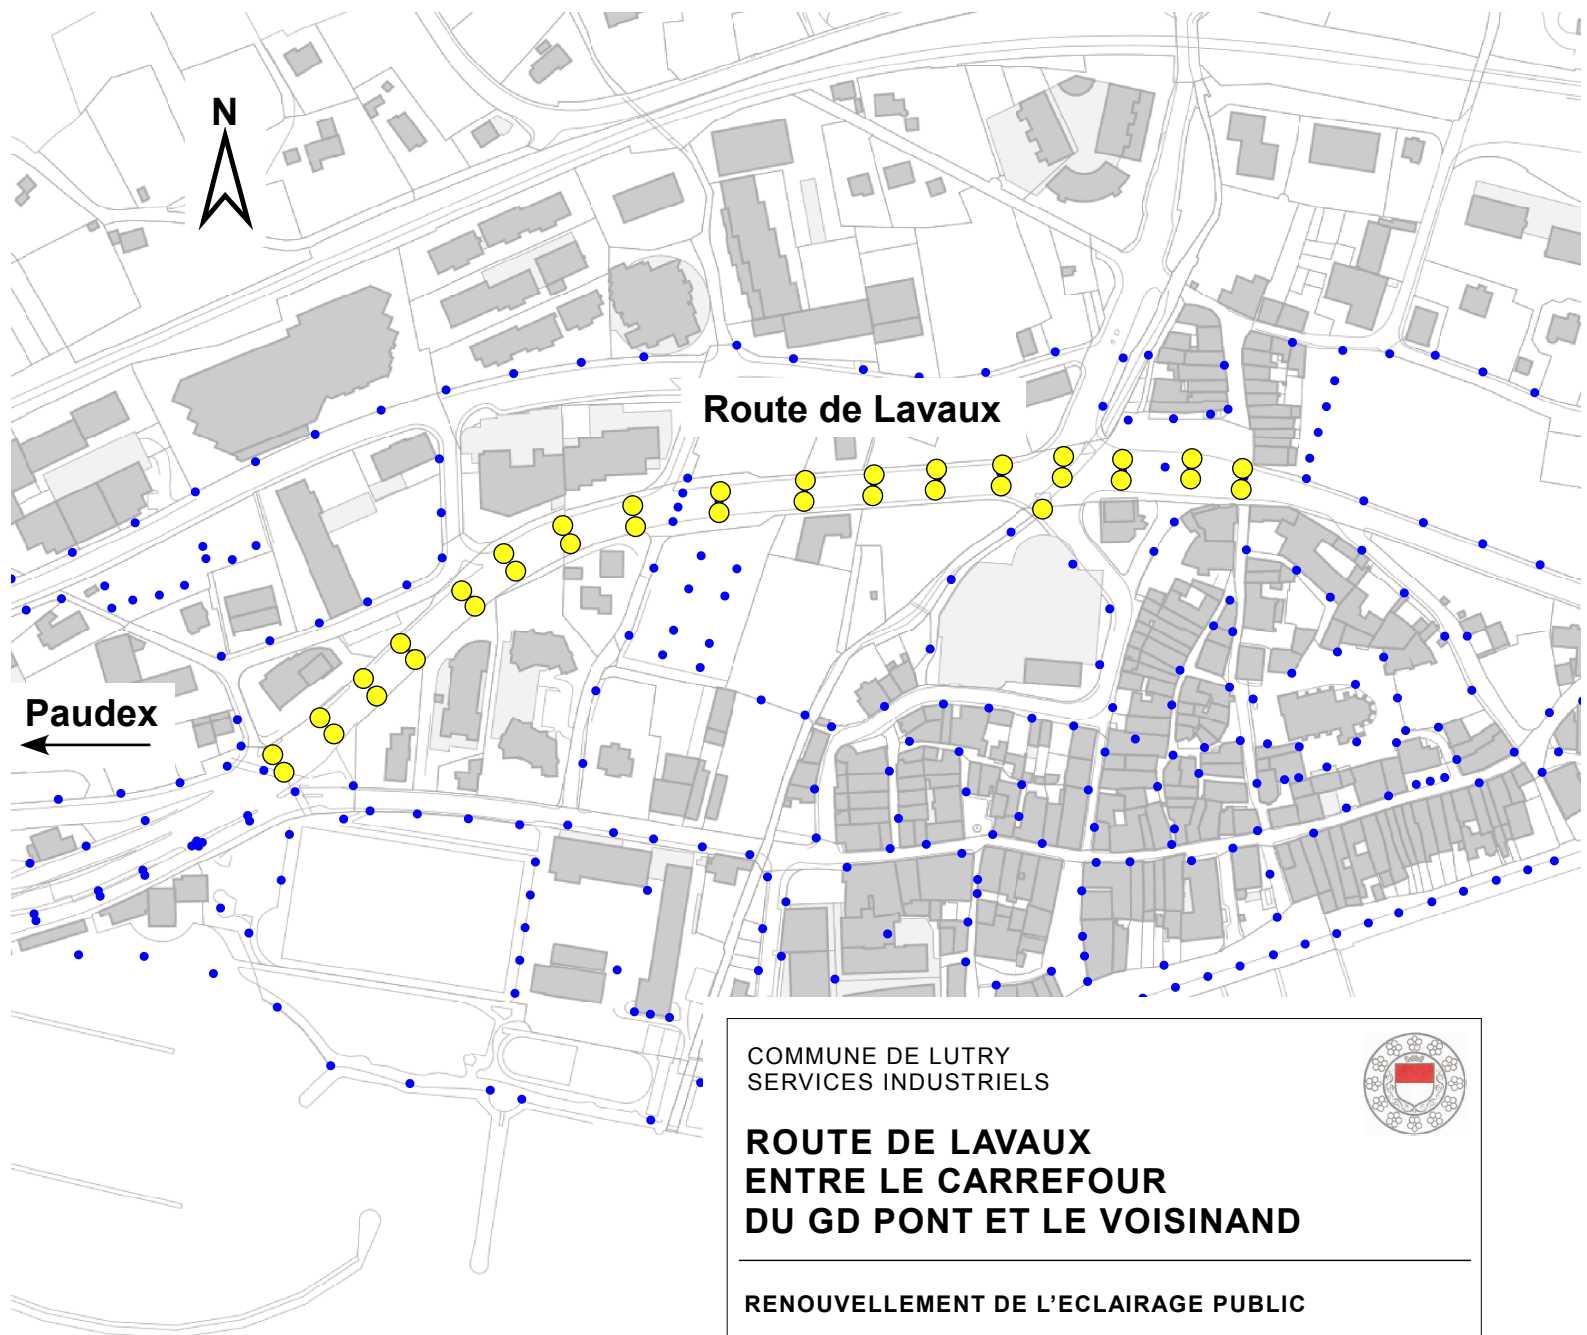 N
Route de Lavaux
Paudex
COMMUNE DE LUTRY
SERVICES INDUSTRIELS
ROUTE DE LAVAUX
ENTRE LE CARREFOUR
DU GD PONT ET LE VOISINAND
RENOUVELLEMENT DE L'ECLAIRAGE PUBLIC